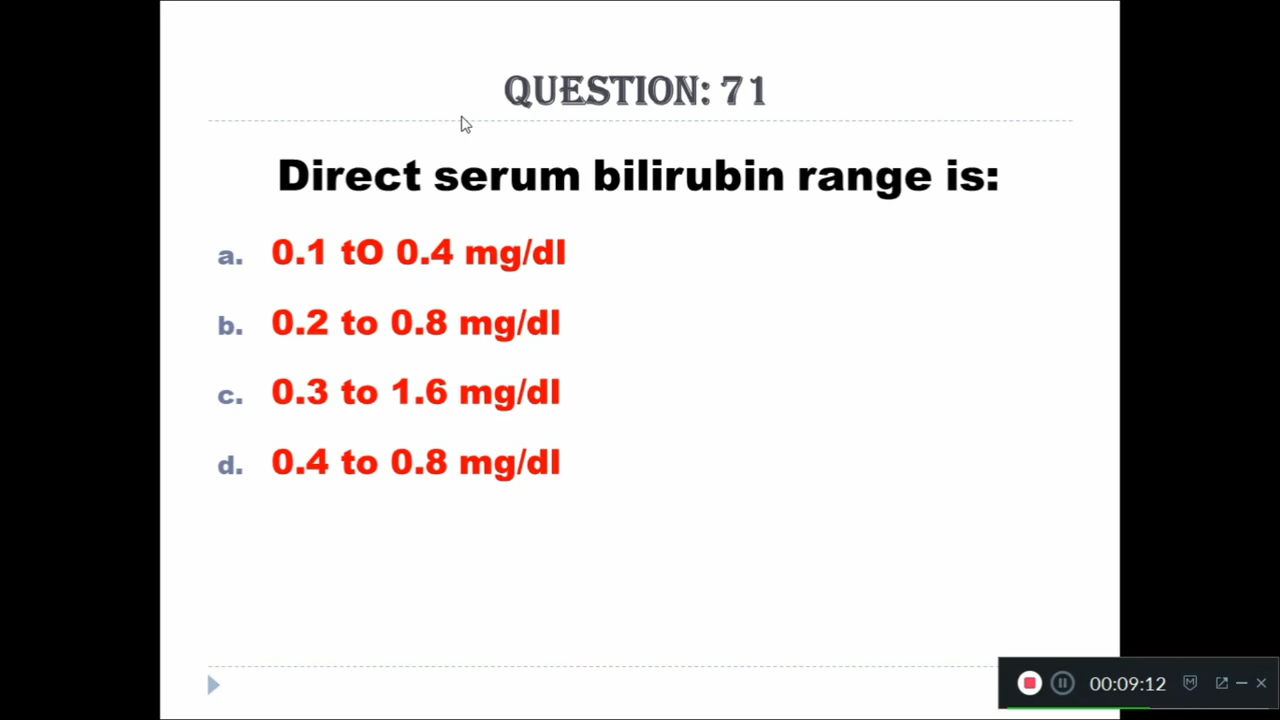 QUESTION: 71
Direct serum bilirubin range is:
a. 0.1 tO 0.4 mg/dl
b. 0.2 to 0.8 mg/dl
c. 0.3 to 1.6 mg/dl
d. 0.4 to 0.8 mg/dl
00:09:12